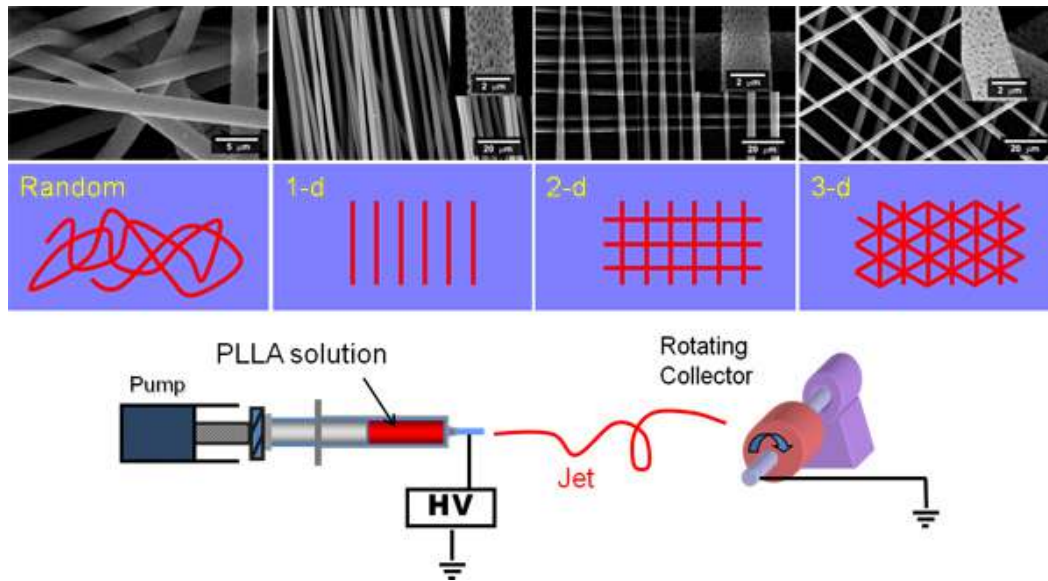 5 μm
2 μm
20 μm
2 μm
20 μm
2 μm
20 μm
Random
1-d
2-d
3-d
PLLA solution
Pump
Rotating
Collector
Jet
HV